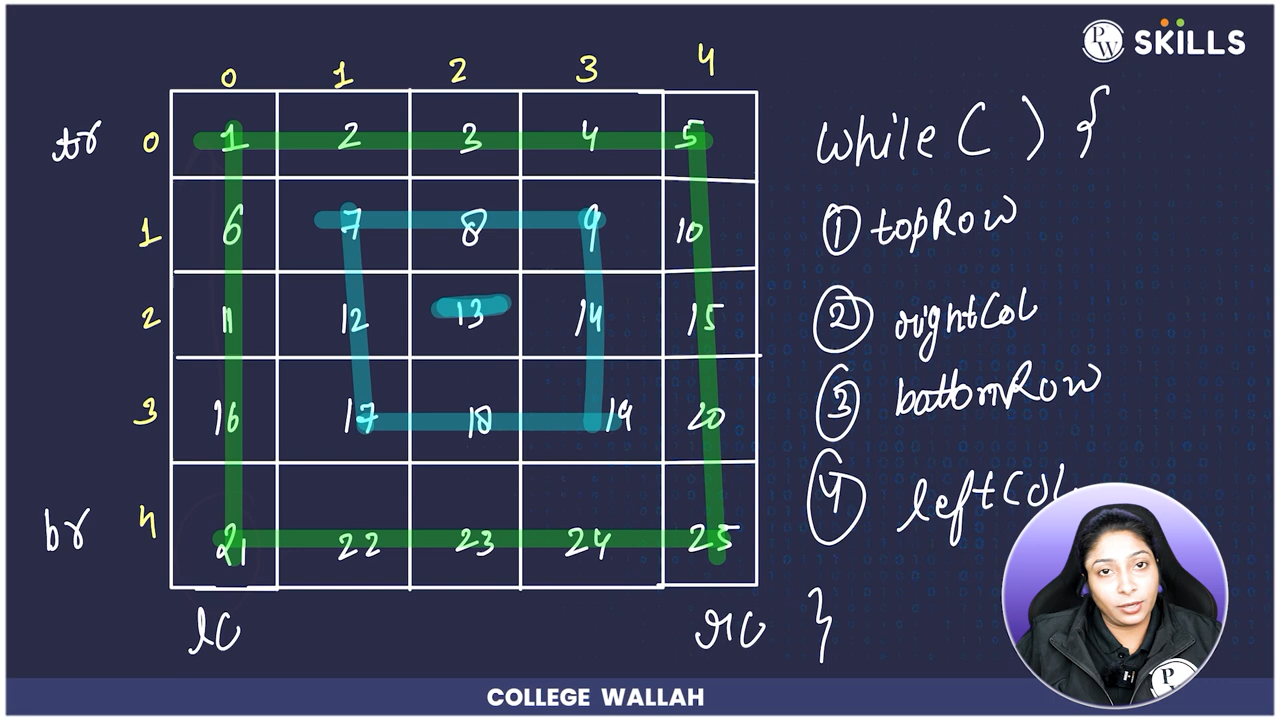 PW SKILLS
0 1 2 3 4
tr 0 1 2 3 4 5
1 6 7 8 9 10
2 11 12 13 14 15
3 16 17 18 19 20
br 4 21 22 23 24 25
lc rc
while ( ) {
① topRow
② rightCol
③ bottomRow
④ leftCol
}
PW
COLLEGE WALLAH